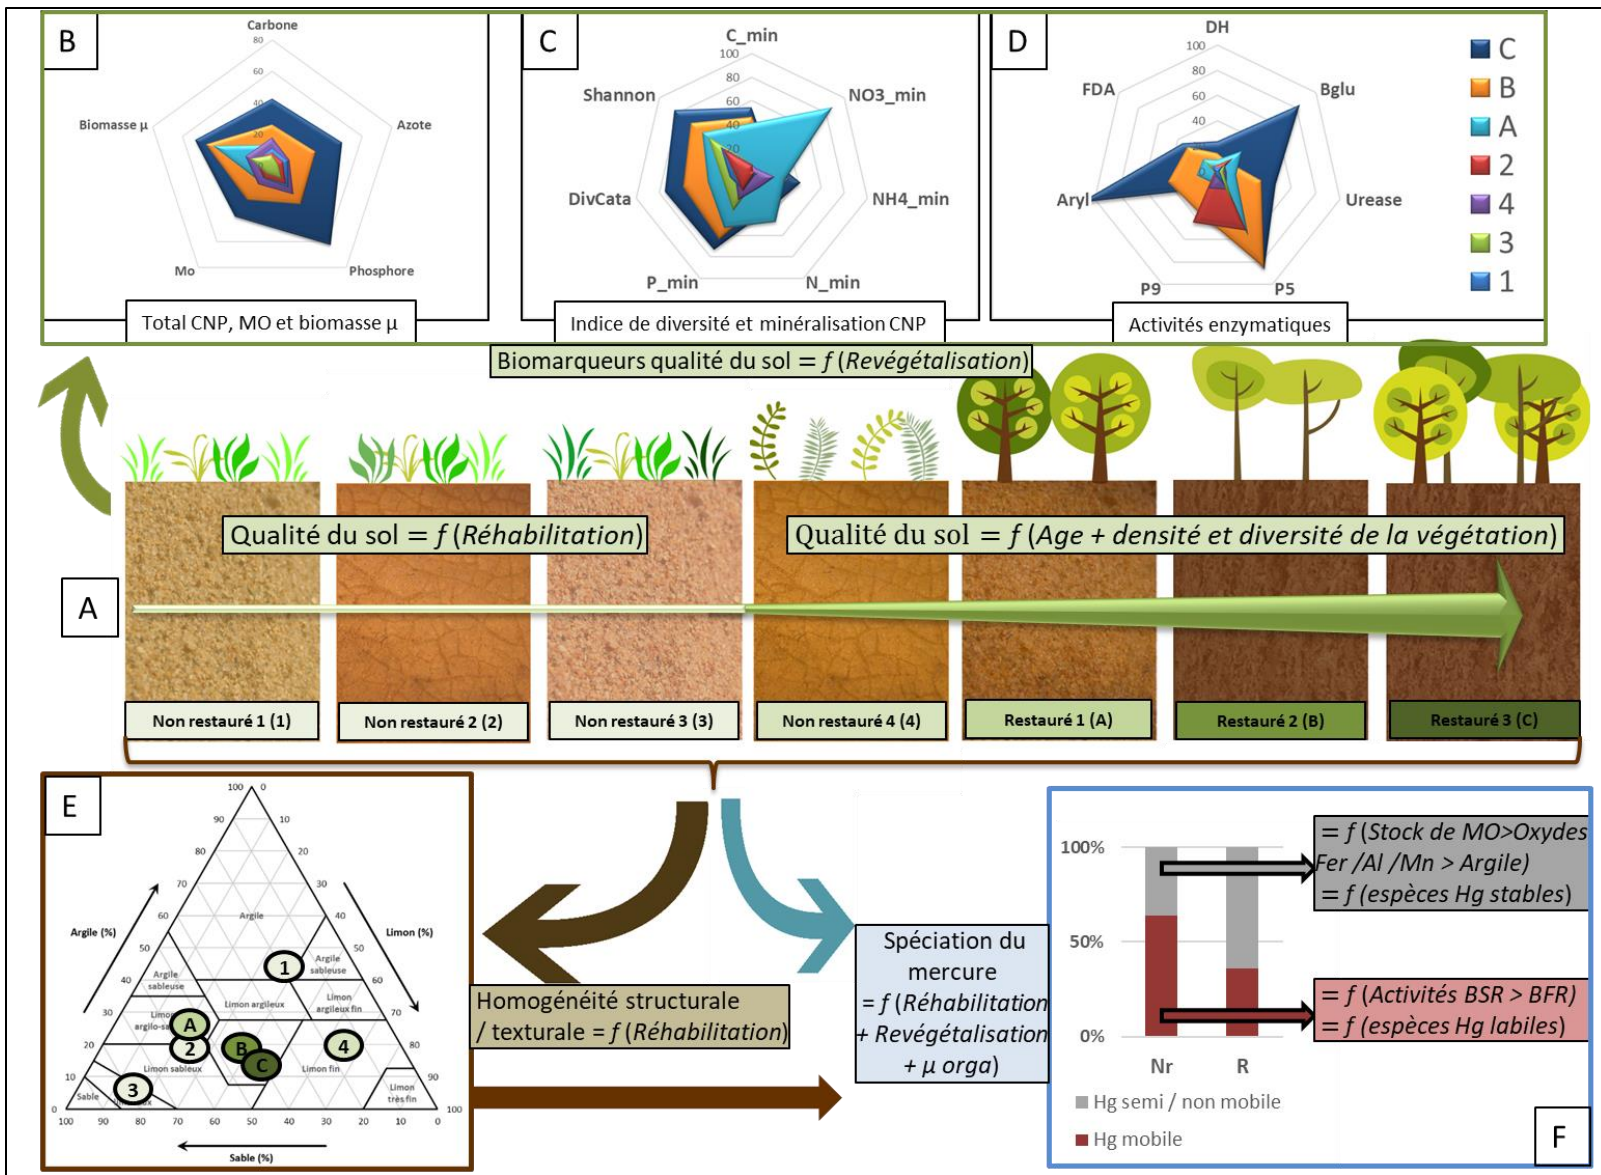 B
Carbone
80
60
40
20
Biomasse µ
Azote
Mo
Phosphore
Total CNP, MO et biomasse µ
C
C_min
100
80
60
40
20
Shannon
NO3_min
DivCata
NH4_min
P_min
N_min
Indice de diversité et minéralisation CNP
D
DH
100
80
60
40
FDA
Bglu
Aryl
Urease
P9
P5
Activités enzymatiques
C
B
A
2
4
3
1
Biomarqueurs qualité du sol = f (Revégétalisation)
Qualité du sol = f (Réhabilitation)
Qualité du sol = f (Age + densité et diversité de la végétation)
A
Non restauré 1 (1)
Non restauré 2 (2)
Non restauré 3 (3)
Non restauré 4 (4)
Restauré 1 (A)
Restauré 2 (B)
Restauré 3 (C)
E
100 0
90
80
20
70
30
60
40
50
50
40
60
30
20
80
10
90
0
100
Argile (%)
Limon (%)
Argile
Argile
sableuse
Argile
sableuse
Limon argileux
Limon
argileux fin
Limon sableux
Limon fin
Limon
très fin
Sable
1
A
2
B
C
4
3
100 90 80 70 60 50 40 30 20 10 0
Sable (%)
Homogénéité structurale
/ texturale = f (Réhabilitation)
Spéciation du
mercure
= f (Réhabilitation
+ Revégétalisation
+ µ orga)
100%
50%
0%
Nr
R
Hg semi / non mobile
Hg mobile
= f (Stock de MO>Oxydes
Fer /Al /Mn > Argile)
= f (espèces Hg stables)
= f (Activités BSR > BFR)
= f (espèces Hg labiles)
F